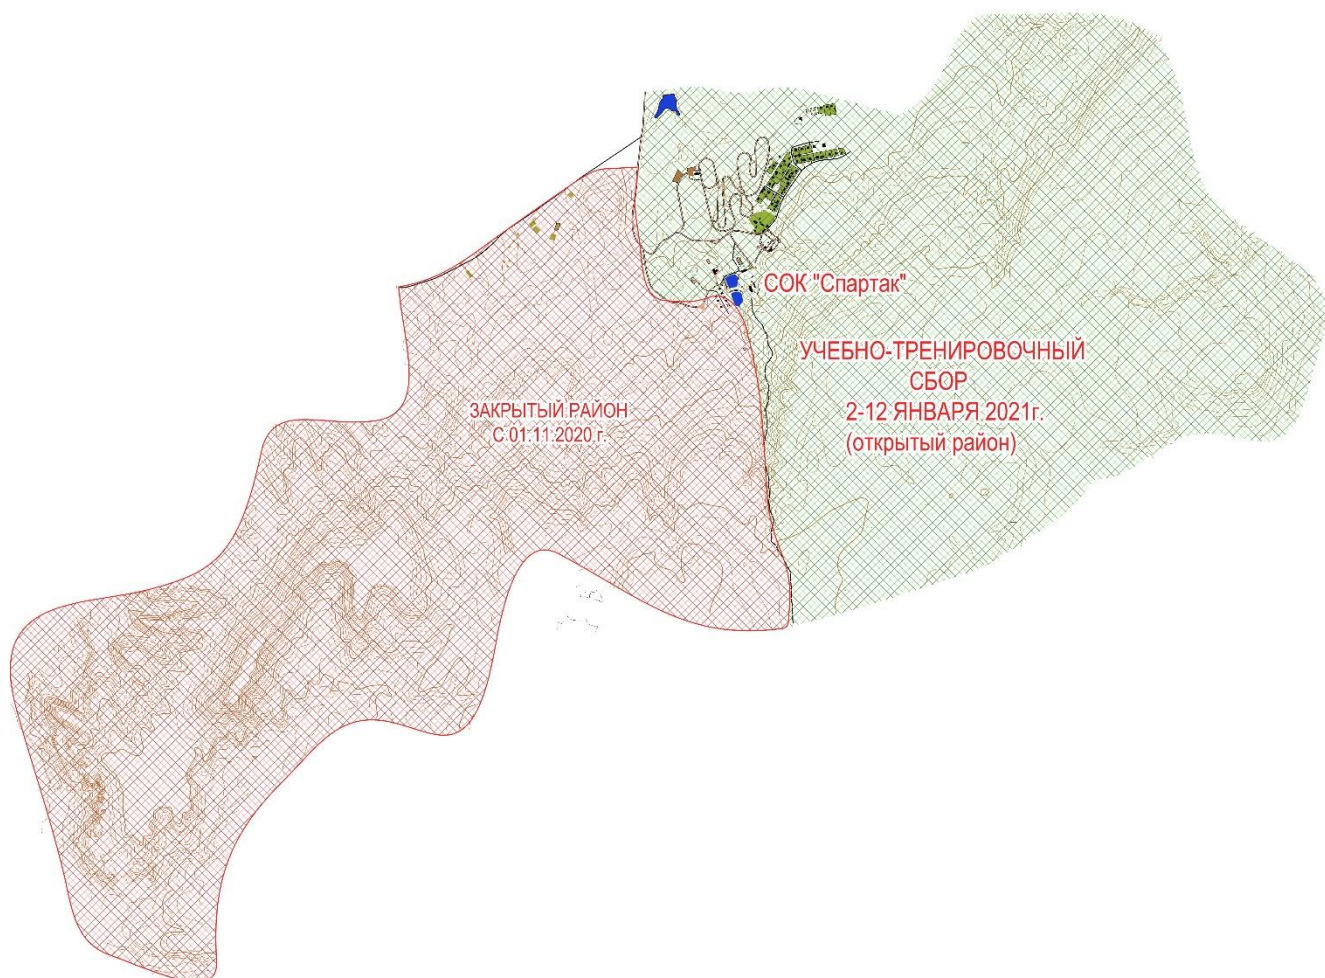 СОК "Спартак"
УЧЕБНО-ТРЕНИРОВОЧНЫЙ
СБОР
2-12 ЯНВАРЯ 2021г.
(открытый район)
ЗАКРЫТЫЙ РАЙОН
С 01.11.2020 г.